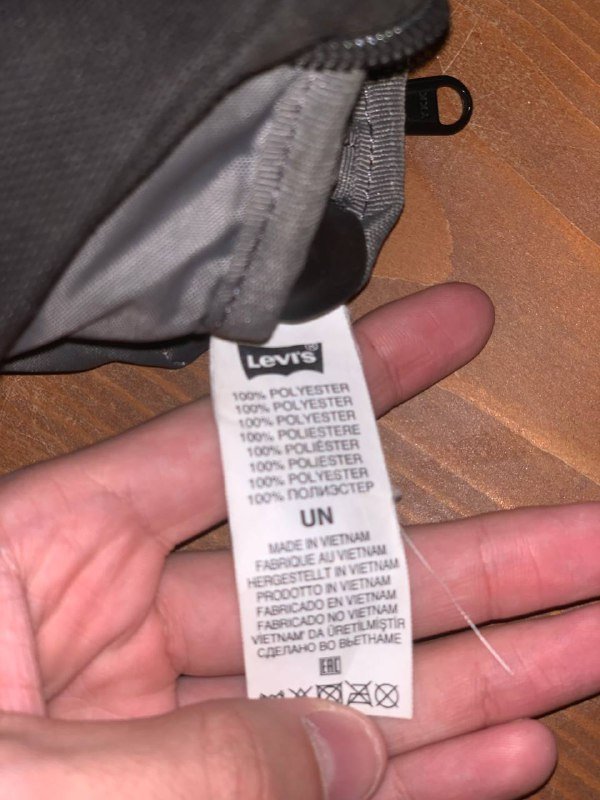 YKK
Levi's®
100% POLYESTER
100% POLYESTER
100% POLYESTER
100% POLIESTERE
100% POLIÉSTER
100% POLIESTER
100% POLYESTER
100% ПОЛИЭСТЕР
UN
MADE IN VIETNAM
FABRIQUE AU VIETNAM
HERGESTELLT IN VIETNAM
PRODOTTO IN VIETNAM
FABRICADO EN VIETNAM
FABRICADO NO VIETNAM
VIETNAM' DA ÜRETİLMİŞTİR
СДЕЛАНО ВО ВЬЕТНАМЕ
EAC